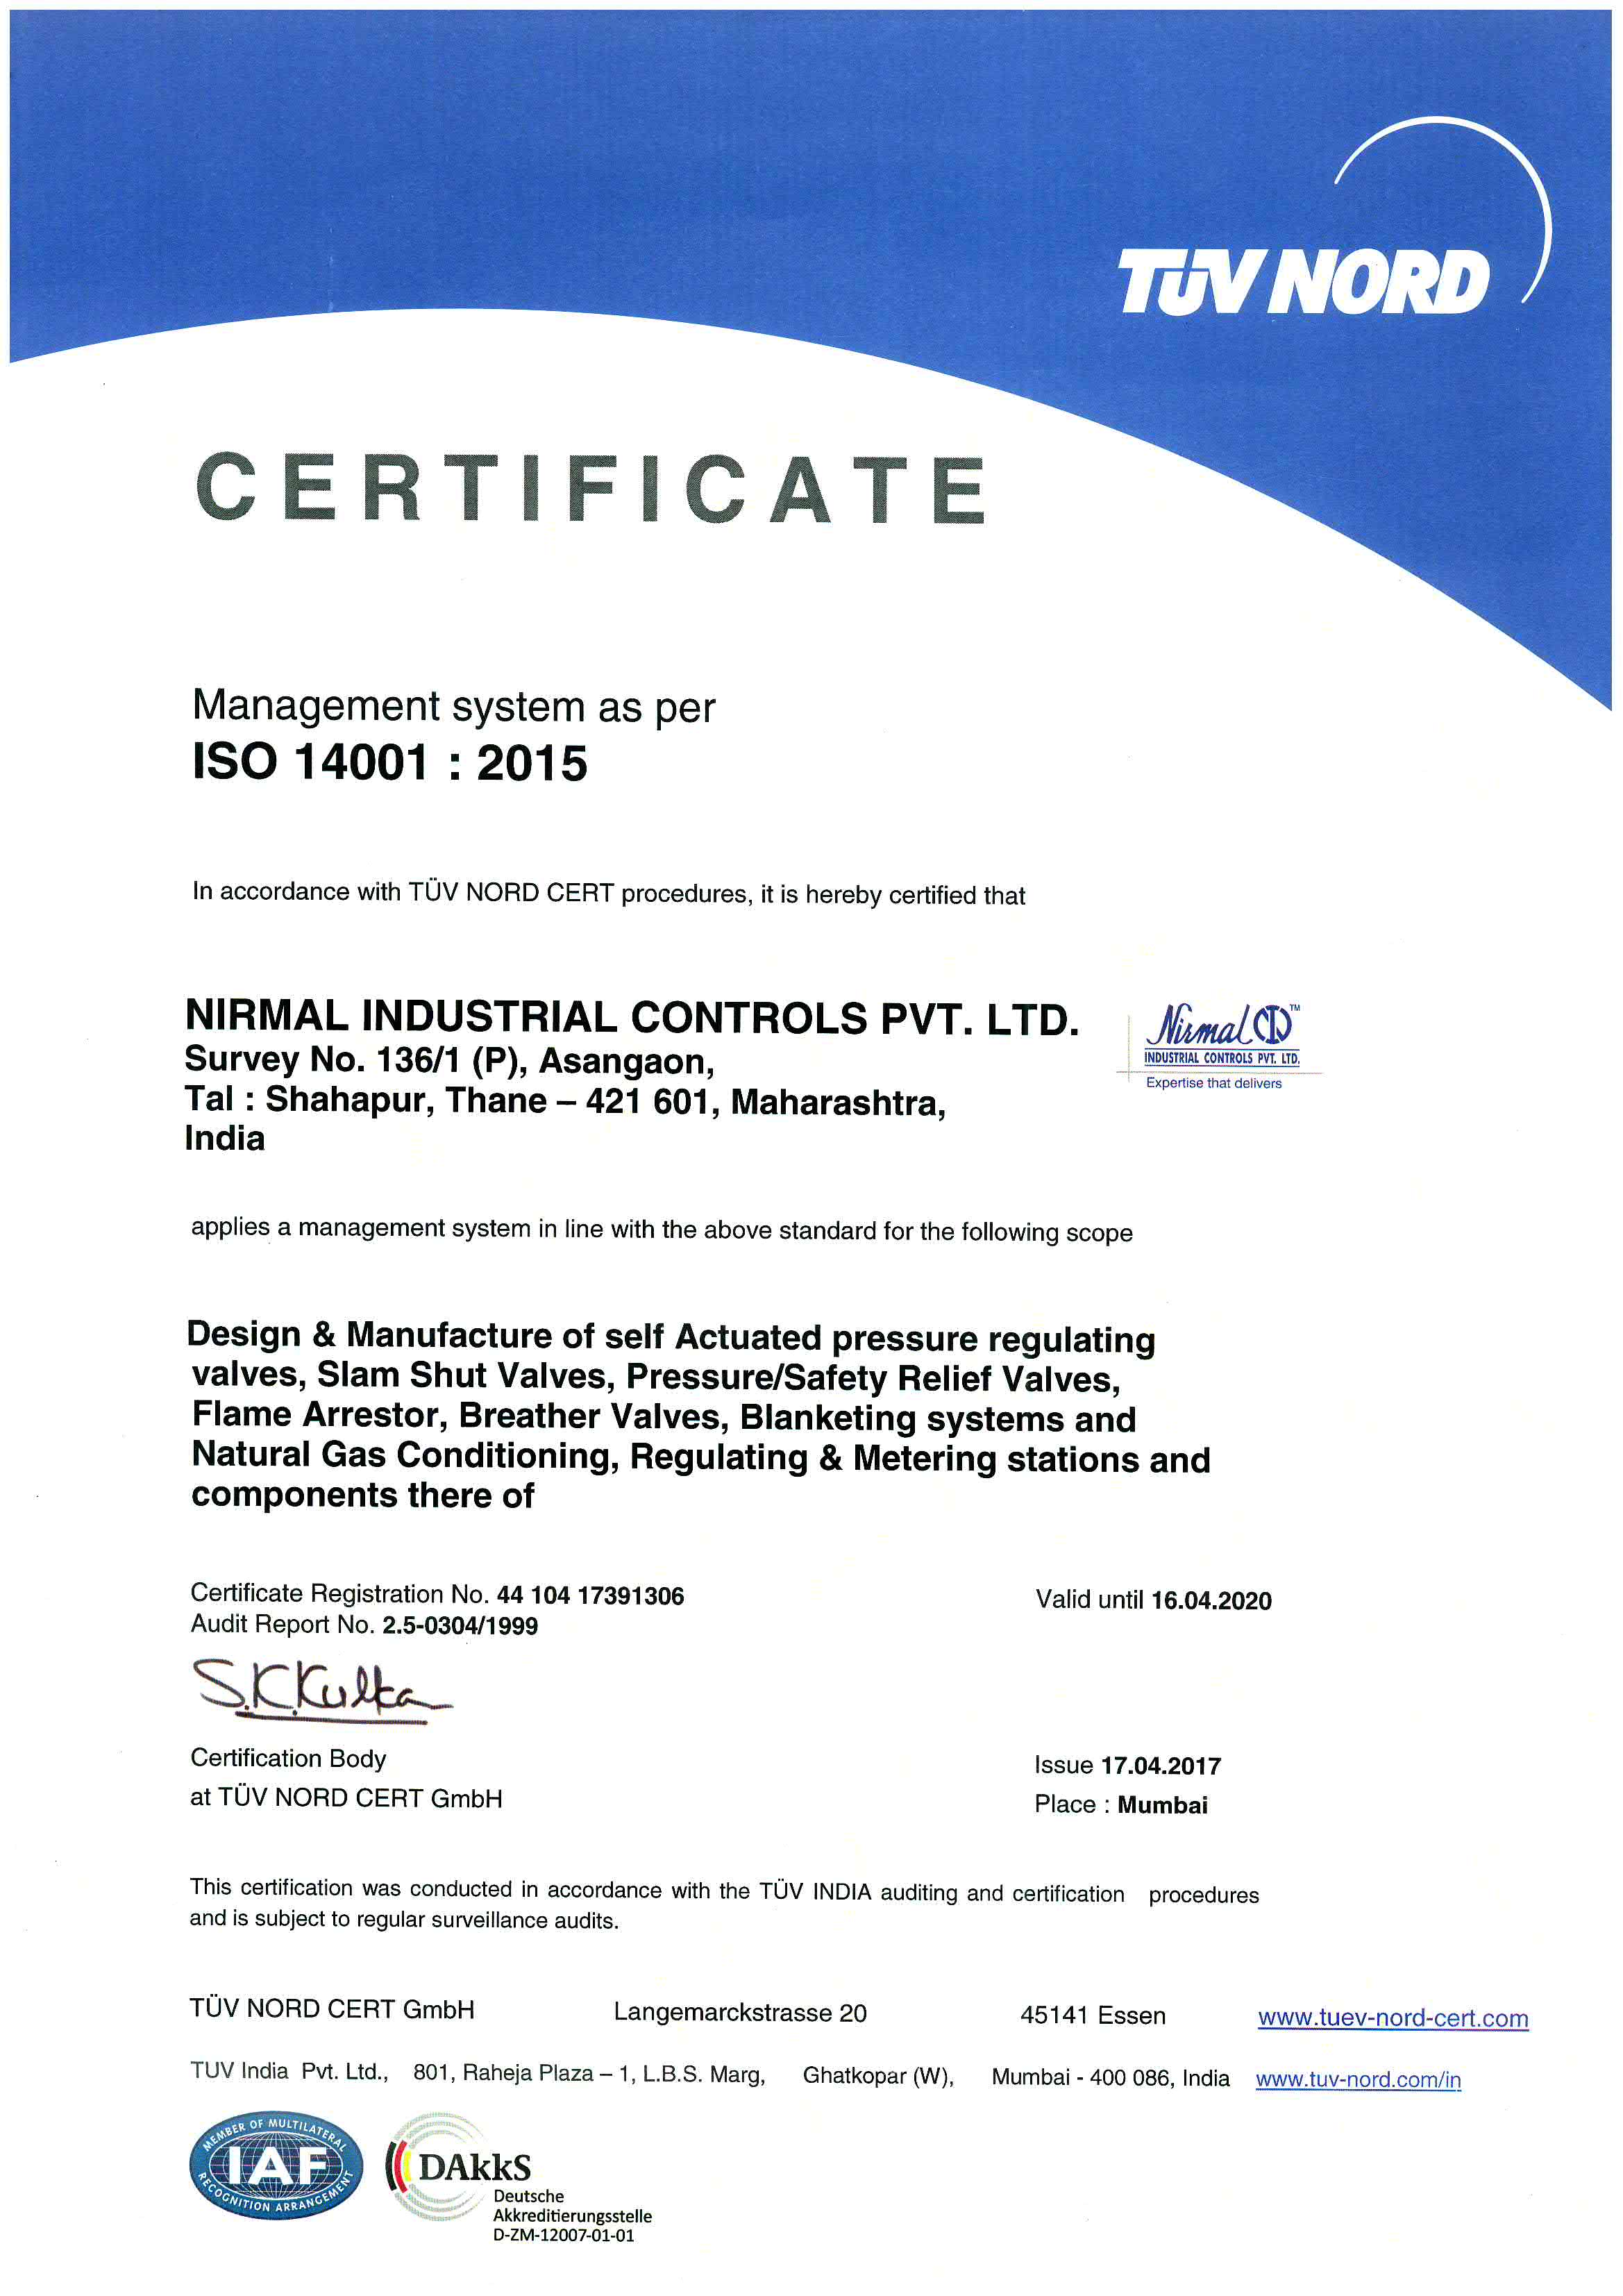 TÜV NORD
CERTIFICATE
Management system as per
ISO 14001 : 2015
In accordance with TÜV NORD CERT procedures, it is hereby certified that
NIRMAL INDUSTRIAL CONTROLS PVT. LTD.
Survey No. 136/1 (P), Asangaon,
Tal : Shahapur, Thane – 421 601, Maharashtra,
India
Nirmal TM
INDUSTRIAL CONTROLS PVT. LTD.
Expertise that delivers
applies a management system in line with the above standard for the following scope
Design & Manufacture of self Actuated pressure regulating
valves, Slam Shut Valves, Pressure/Safety Relief Valves,
Flame Arrestor, Breather Valves, Blanketing systems and
Natural Gas Conditioning, Regulating & Metering stations and
components there of
Certificate Registration No. 44 104 17391306 Valid until 16.04.2020
Audit Report No. 2.5-0304/1999
S.K.Kulka
Certification Body Issue 17.04.2017
at TÜV NORD CERT GmbH Place : Mumbai
This certification was conducted in accordance with the TÜV INDIA auditing and certification procedures
and is subject to regular surveillance audits.
TÜV NORD CERT GmbH Langemarckstrasse 20 45141 Essen www.tuev-nord-cert.com
TUV India Pvt. Ltd., 801, Raheja Plaza – 1, L.B.S. Marg, Ghatkopar (W), Mumbai - 400 086, India www.tuv-nord.com/in
MEMBER OF MULTILATERAL
IAF
RECOGNITION ARRANGEMENT
DAkkS
Deutsche
Akkreditierungsstelle
D-ZM-12007-01-01